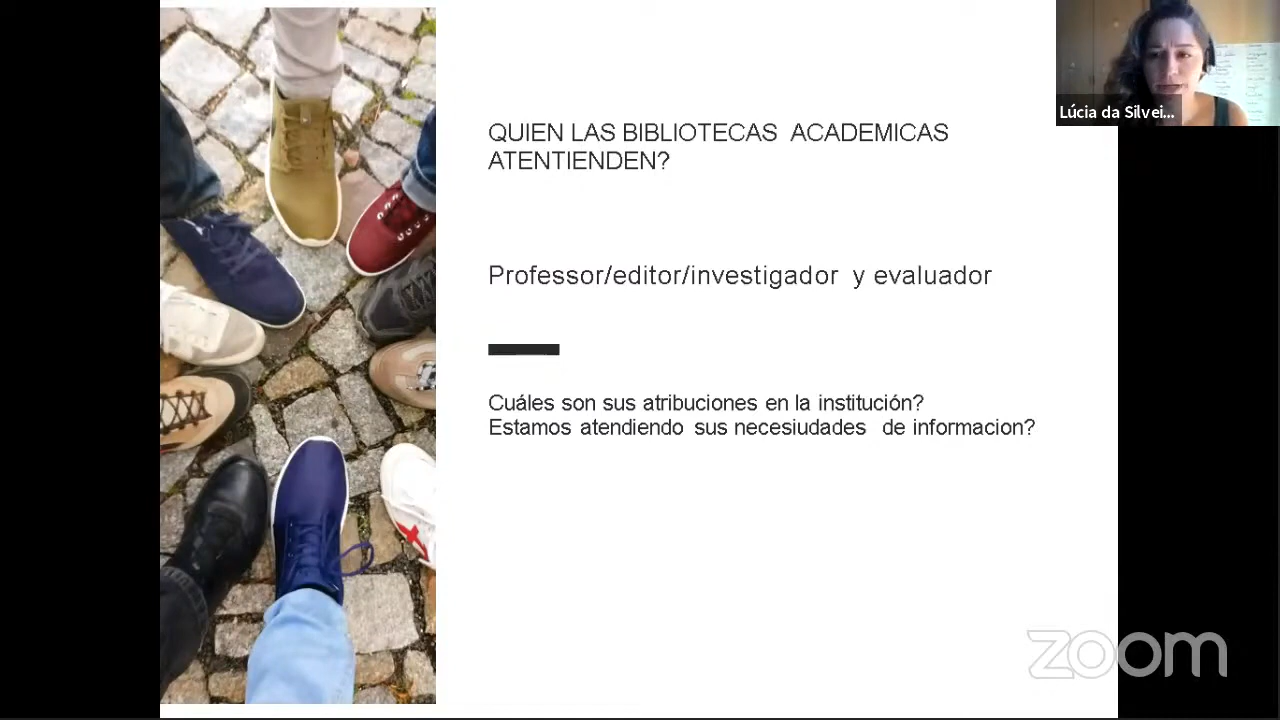 QUIEN LAS BIBLIOTECAS ACADEMICAS
ATENTIENDEN?
Professor/editor/investigador y evaluador
Cuáles son sus atribuciones en la institución?
Estamos atendiendo sus necesiudades de informacion?
Lúcia da Silvei...
zoom